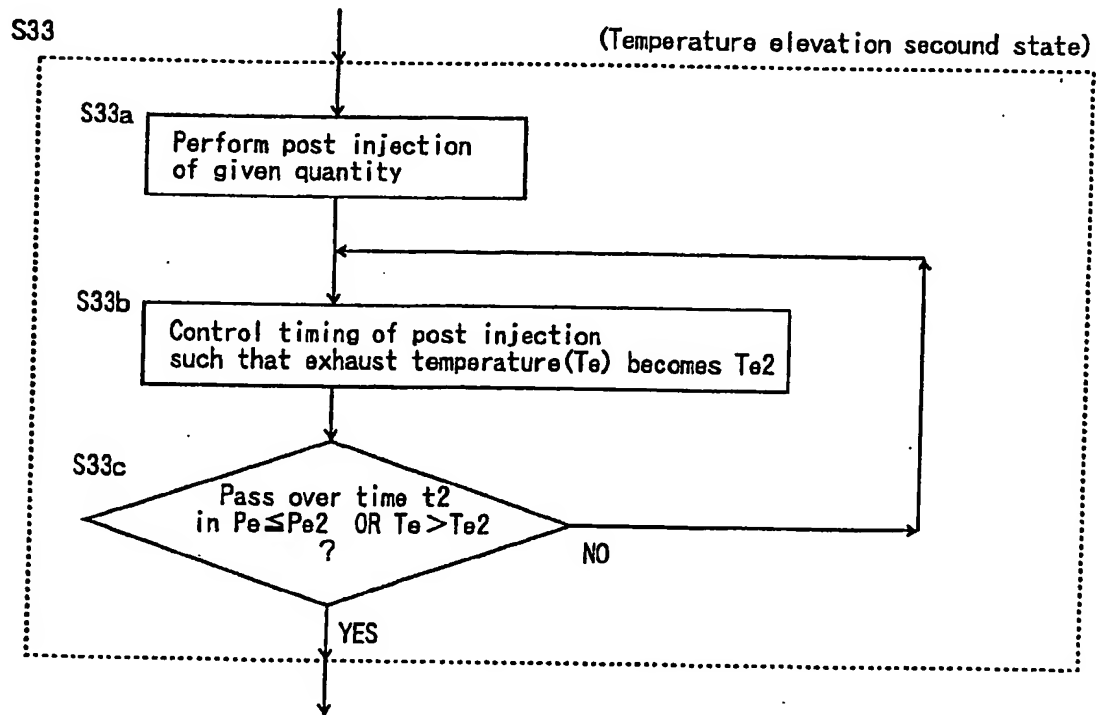 S33
(Temperature elevation secound state)
S33a
Perform post injection
of given quantity
S33b
Control timing of post injection
such that exhaust temperature(Te) becomes Te2
S33c
Pass over time t2
in Pe≦Pe2 OR Te>Te2
?
NO
YES